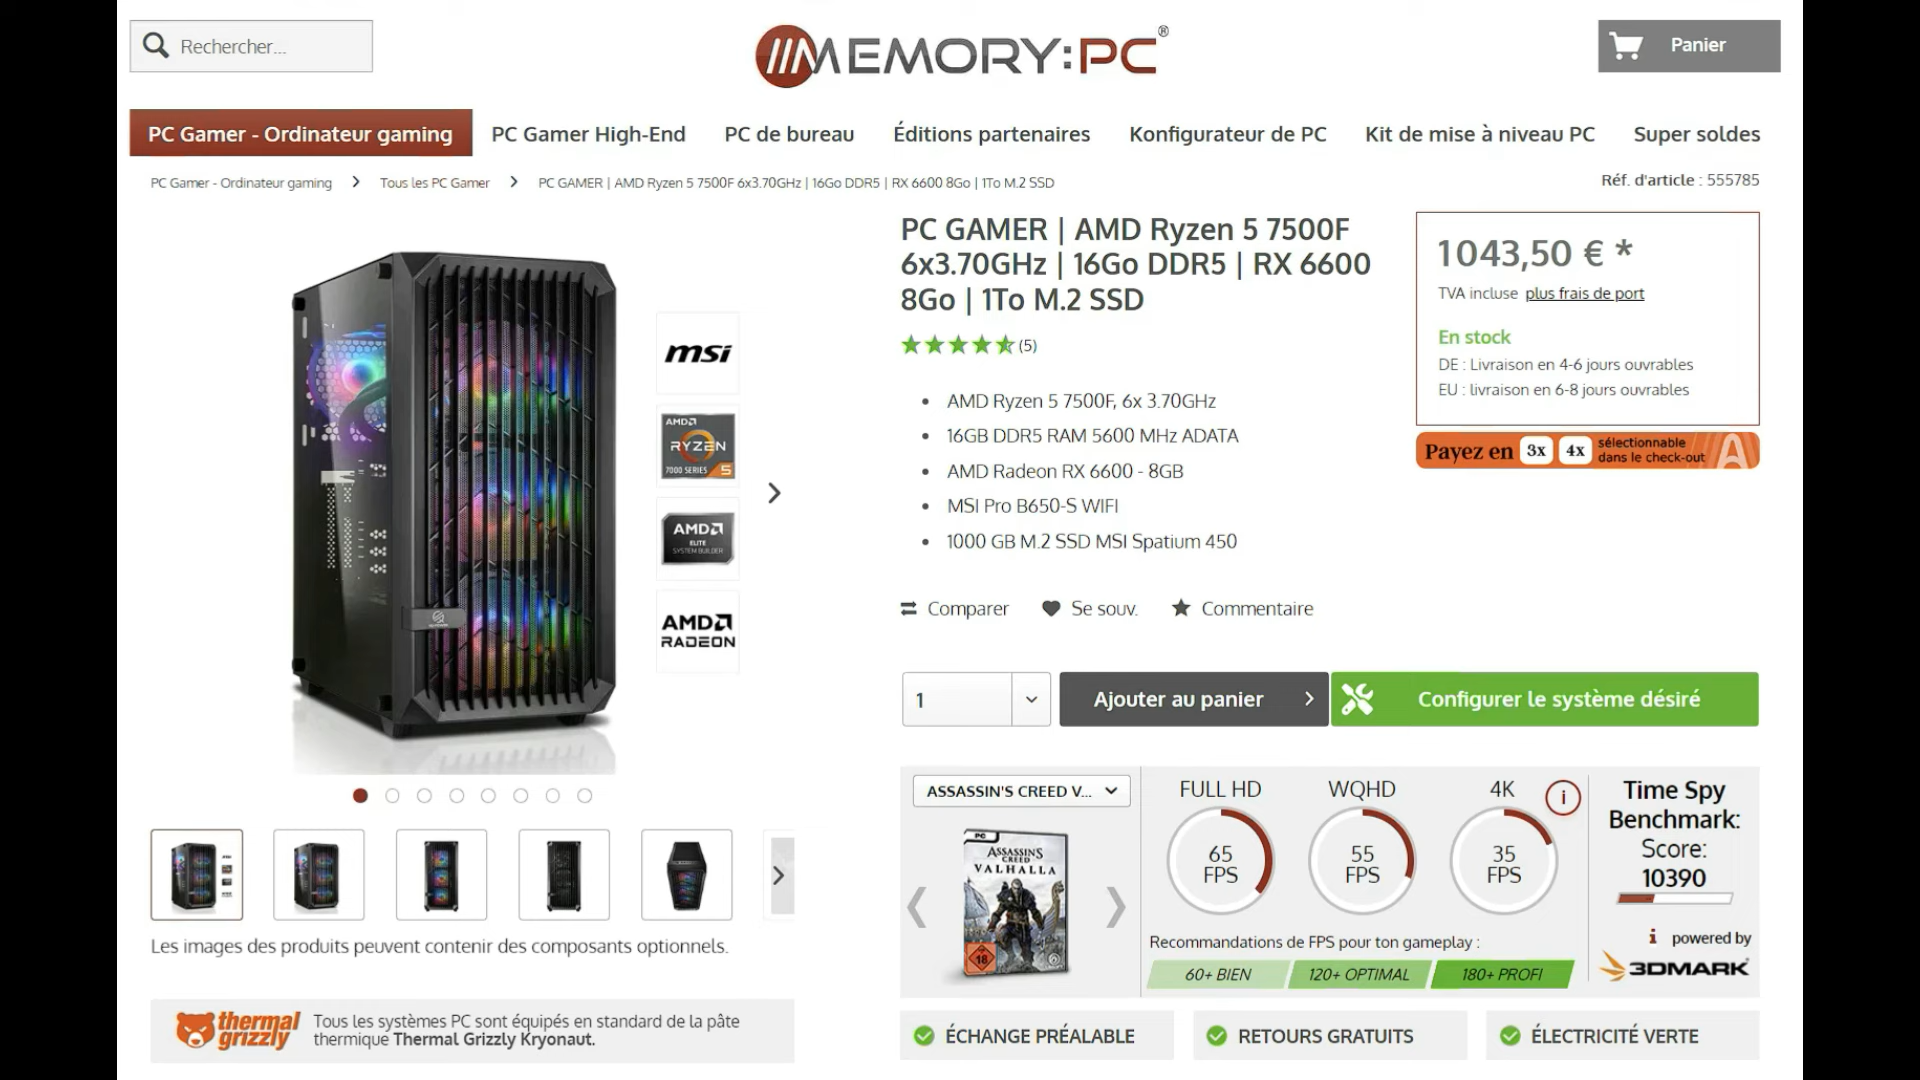 Rechercher...
MEMORY:PC®
Panier
PC Gamer - Ordinateur gaming
PC Gamer High-End
PC de bureau
Éditions partenaires
Konfigurateur de PC
Kit de mise à niveau PC
Super soldes
PC Gamer - Ordinateur gaming > Tous les PC Gamer > PC GAMER | AMD Ryzen 5 7500F 6x3.70GHz | 16Go DDR5 | RX 6600 8Go | 1To M.2 SSD
Réf. d'article : 555785
PC GAMER | AMD Ryzen 5 7500F
6x3.70GHz | 16Go DDR5 | RX 6600
8Go | 1To M.2 SSD
(5)
1043,50 € *
TVA incluse plus frais de port
En stock
DE : Livraison en 4-6 jours ouvrables
EU : livraison en 6-8 jours ouvrables
Payez en 3x 4x sélectionnable
dans le check-out
msi
AMD
RYZEN
7000 SERIES 5
AMD
ELITE
SYSTEM BUILDER
AMD
RADEON
• AMD Ryzen 5 7500F, 6x 3.70GHz
• 16GB DDR5 RAM 5600 MHz ADATA
• AMD Radeon RX 6600 - 8GB
• MSI Pro B650-S WIFI
• 1000 GB M.2 SSD MSI Spatium 450
Comparer
Se souv.
Commentaire
1
Ajouter au panier
Configurer le système désiré
ASSASSIN'S CREED V...
PC
ASSASSIN'S
CREED
VALHALLA
18
FULL HD
65
FPS
WQHD
55
FPS
4K
35
FPS
i
Recommandations de FPS pour ton gameplay :
60+ BIEN
120+ OPTIMAL
180+ PROFI
Time Spy
Benchmark:
Score:
10390
i powered by
3DMARK
Les images des produits peuvent contenir des composants optionnels.
thermal
grizzly
Tous les systèmes PC sont équipés en standard de la pâte
thermique Thermal Grizzly Kryonaut.
ÉCHANGE PRÉALABLE
RETOURS GRATUITS
ÉLECTRICITÉ VERTE